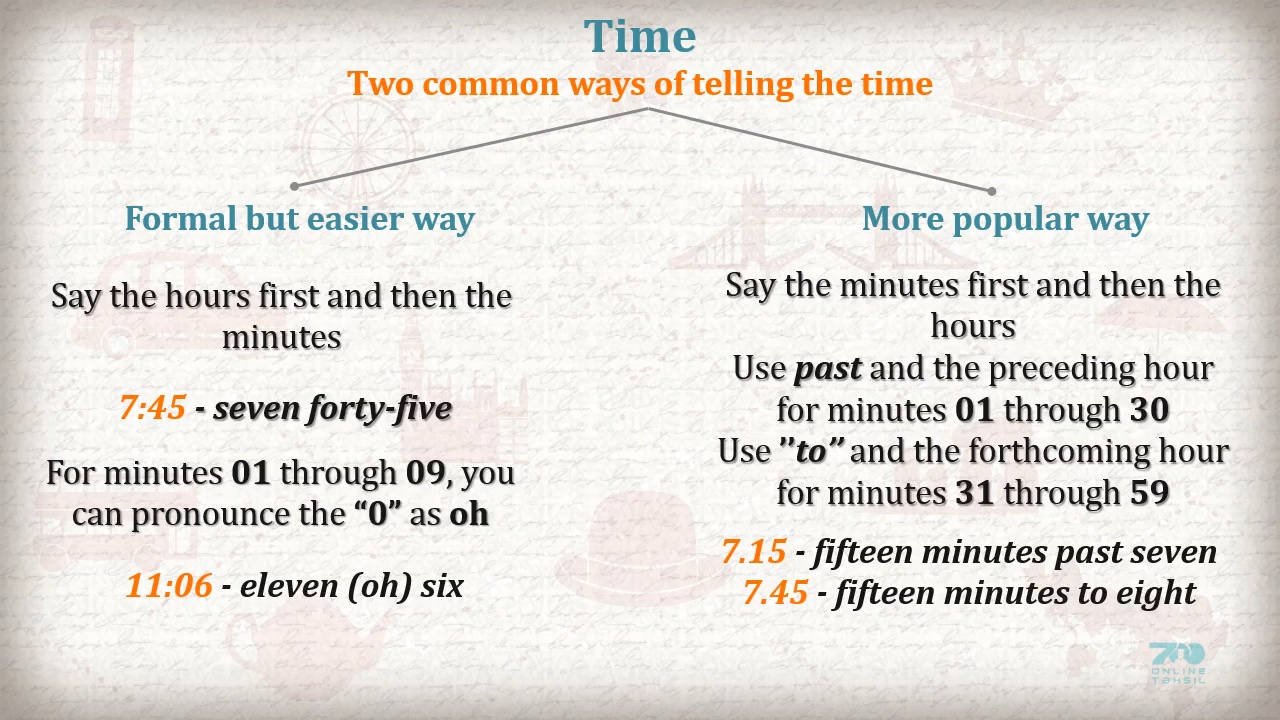 Time
Two common ways of telling the time
Formal but easier way
Say the hours first and then the
minutes
7:45 - seven forty-five
For minutes 01 through 09, you
can pronounce the “0” as oh
11:06 - eleven (oh) six
More popular way
Say the minutes first and then the
hours
Use past and the preceding hour
for minutes 01 through 30
Use ”to” and the forthcoming hour
for minutes 31 through 59
7.15 - fifteen minutes past seven
7.45 - fifteen minutes to eight
700
ONLINE
TƏHSİL